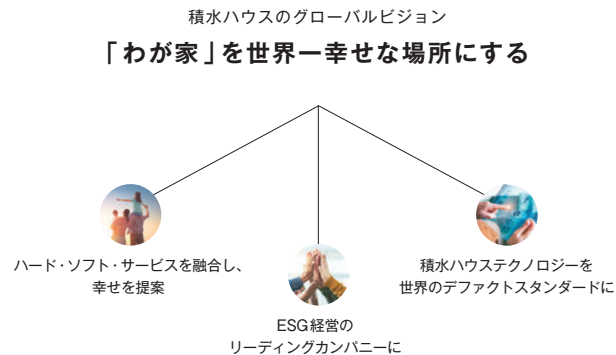 積水ハウスのグローバルビジョン
「わが家」を世界一幸せな場所にする
ハード・ソフト・サービスを融合し、
幸せを提案
ESG経営の
リーディングカンパニーに
積水ハウステクノロジーを
世界のデファクトスタンダードに